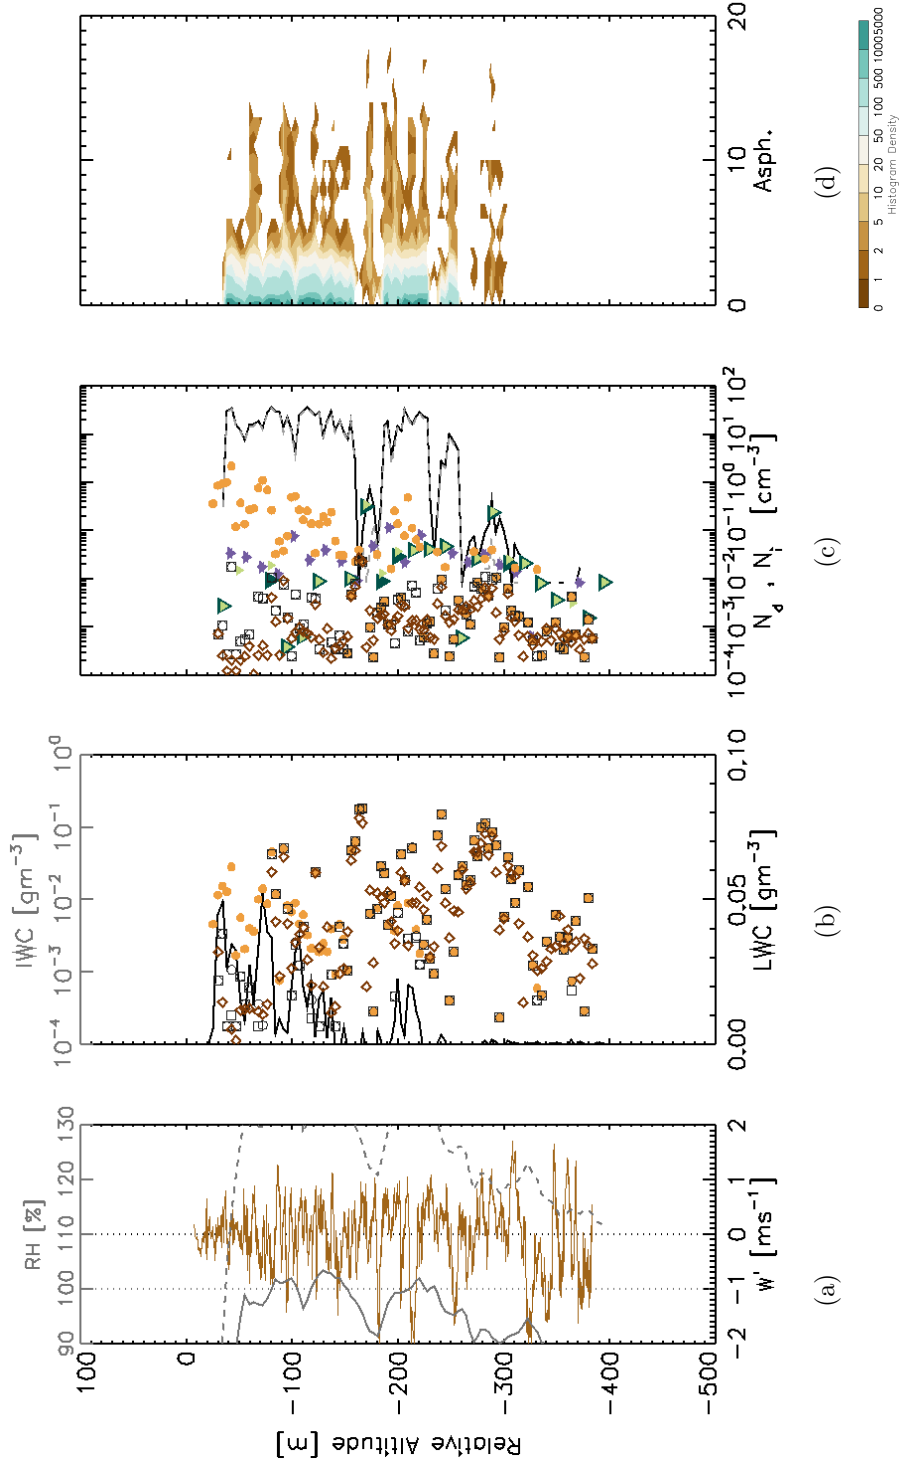 RH [%]
90 100 110 120 130
100
0
−100
−200
−300
−400
−500
Relative Altitude [m]
−2 −1 0 1 2
w' [ms⁻¹]
(a)
IWC [gm⁻³]
10⁻⁴ 10⁻³ 10⁻² 10⁻¹ 10⁰
0.00 0.05 0.10
LWC [gm⁻³]
(b)
10⁻⁴ 10⁻³ 10⁻² 10⁻¹ 10⁰ 10¹ 10²
N_d, N_i [cm⁻³]
(c)
0 10 20
Asph.
(d)
0 1 2 5 10 20 50 100 500 1000 5000
Histogram Density